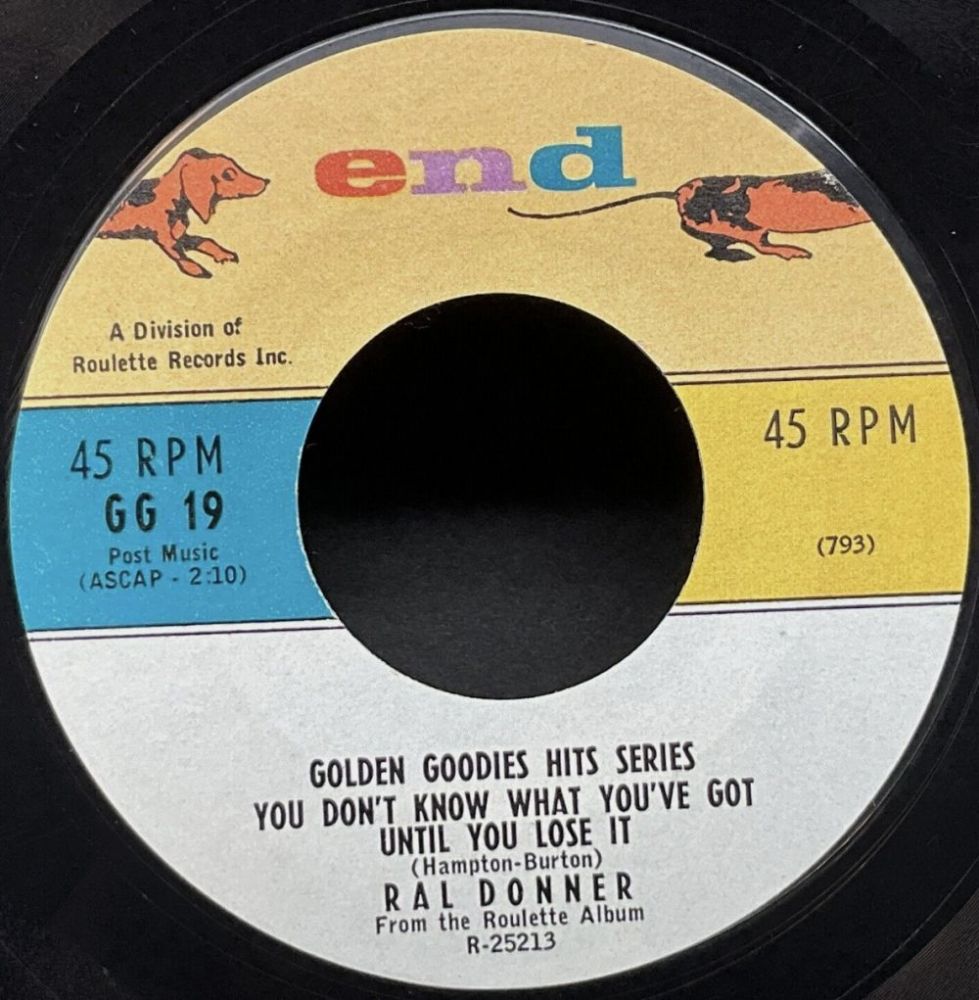 end
A Division of
Roulette Records Inc.
45 RPM
GG 19
Post Music
(ASCAP - 2:10)
45 RPM
(793)
GOLDEN GOODIES HITS SERIES
YOU DON'T KNOW WHAT YOU'VE GOT
UNTIL YOU LOSE IT
(Hampton-Burton)
RAL DONNER
From the Roulette Album
R-25213